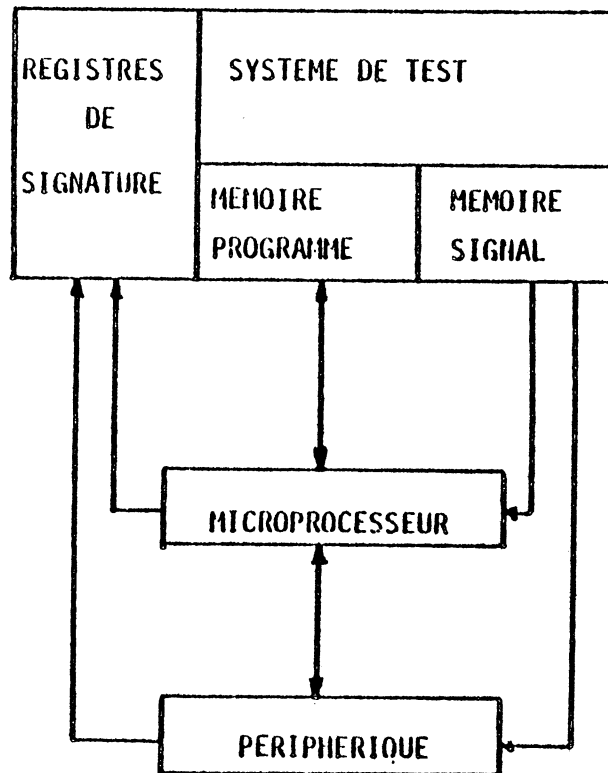 REGISTRES
DE
SIGNATURE
SYSTEME DE TEST
MEMOIRE
PROGRAMME
MEMOIRE
SIGNAL
MICROPROCESSEUR
PERIPHERIQUE